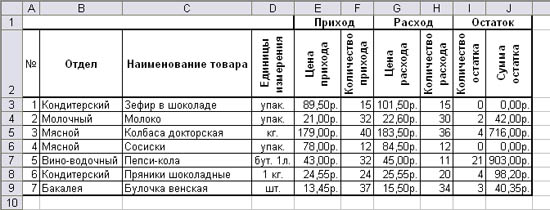 A B C D E F G H I J
1 Приход Расход Остаток
2 № Отдел Наименование товара Единицы измерения Цена прихода Количество прихода Цена расхода Количество расхода Количество остатка Сумма остатка
3 1 Кондитерский Зефир в шоколаде упак. 89,50р. 15 101,50р. 15 0 0,00р.
4 2 Молочный Молоко упак. 21,00р. 32 22,60р. 30 2 42,00р.
5 3 Мясной Колбаса докторская кг. 179,00р. 40 183,50р. 36 4 716,00р.
6 4 Мясной Сосиски упак. 78,00р. 12 84,50р. 12 0 0,00р.
7 5 Вино-водочный Пепси-кола бут. 1л. 43,00р. 32 45,00р. 11 21 903,00р.
8 6 Кондитерский Пряники шоколадные 1 кг. 24,55р. 24 25,55р. 20 4 98,20р.
9 7 Бакалея Булочка венская шт. 13,45р. 37 15,50р. 34 3 40,35р.
10